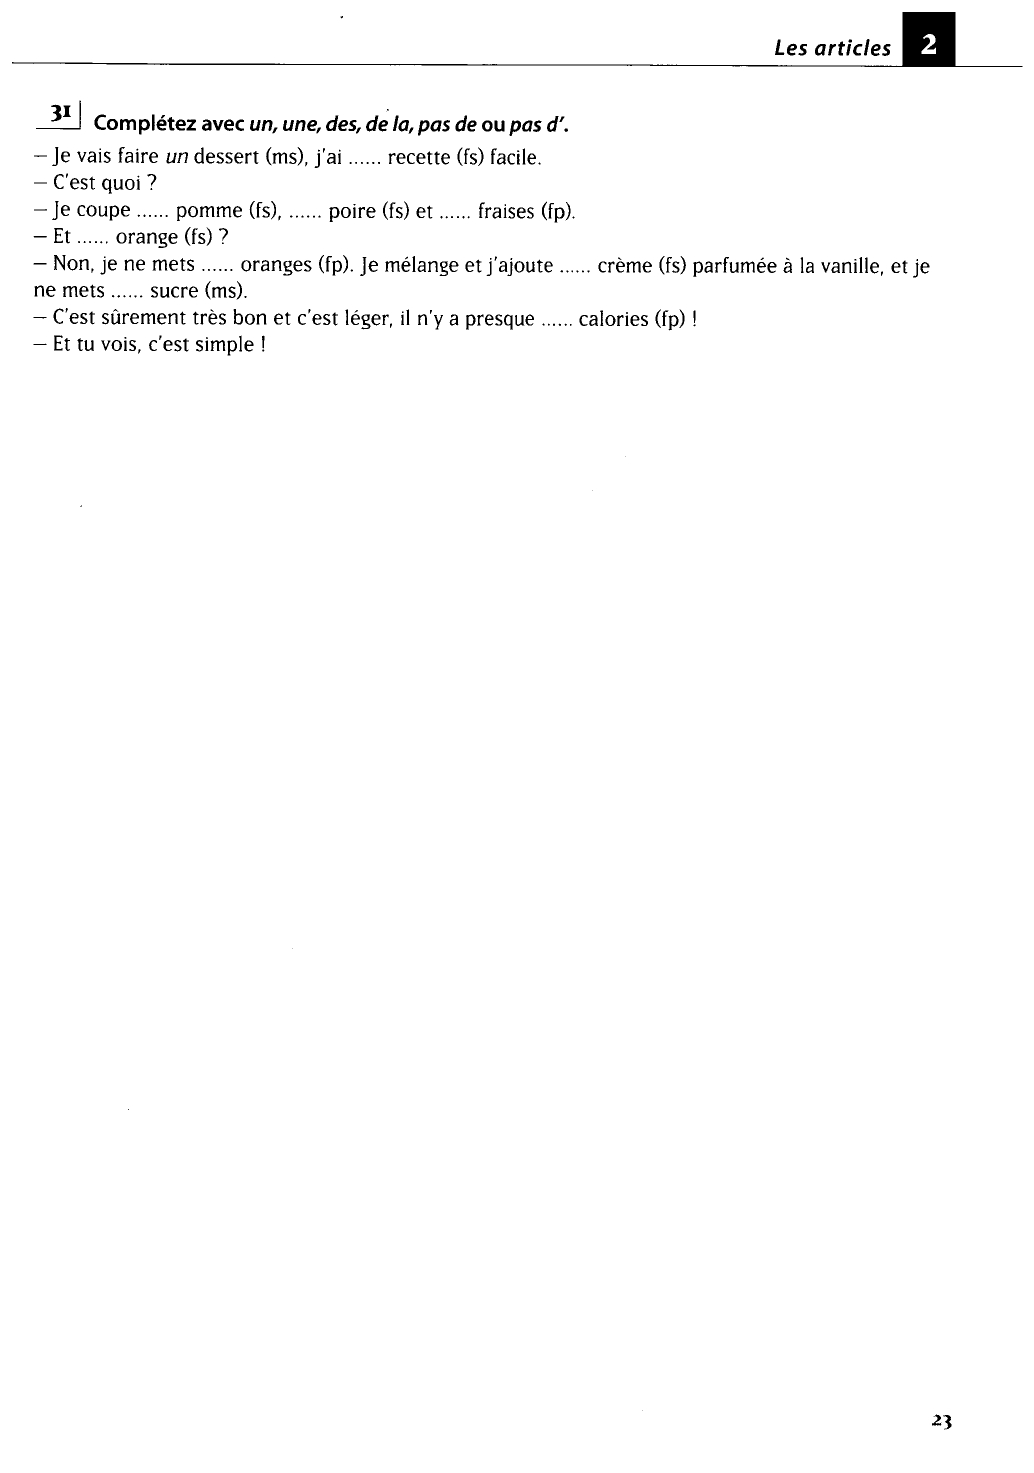 Les articles 2
31 Complétez avec un, une, des, de la, pas de ou pas d'.
– Je vais faire un dessert (ms), j'ai ...... recette (fs) facile.
– C'est quoi ?
– Je coupe ...... pomme (fs), ...... poire (fs) et ...... fraises (fp).
– Et ...... orange (fs) ?
– Non, je ne mets ...... oranges (fp). Je mélange et j'ajoute ...... crème (fs) parfumée à la vanille, et je
ne mets ...... sucre (ms).
– C'est sûrement très bon et c'est léger, il n'y a presque ...... calories (fp) !
– Et tu vois, c'est simple !
23